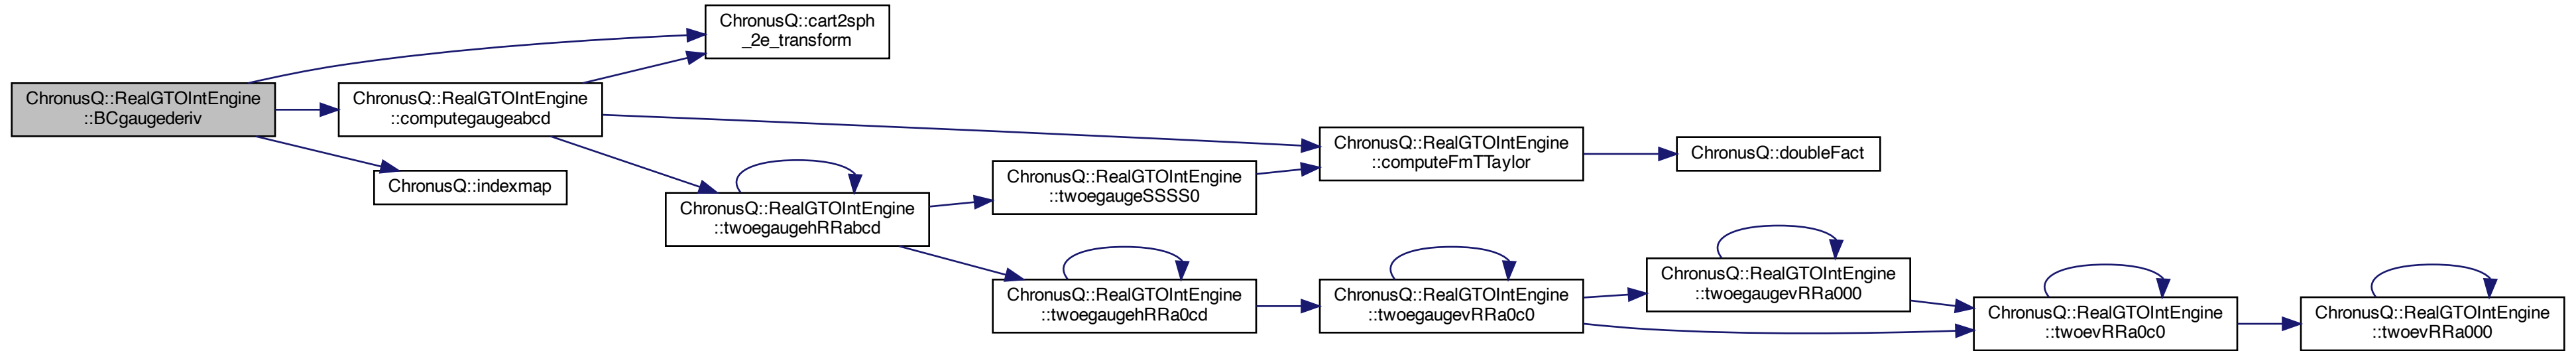 ChronusQ::cart2sph
_2e_transform
ChronusQ::RealGTOIntEngine
::BCgaugederiv
ChronusQ::RealGTOIntEngine
::computegaugeabcd
ChronusQ::indexmap
ChronusQ::RealGTOIntEngine
::computeFmTTaylor
ChronusQ::doubleFact
ChronusQ::RealGTOIntEngine
::twoegaugeSSSS0
ChronusQ::RealGTOIntEngine
::twoegaugehRRabcd
ChronusQ::RealGTOIntEngine
::twoegaugehRRa0cd
ChronusQ::RealGTOIntEngine
::twoegaugevRRa0c0
ChronusQ::RealGTOIntEngine
::twoegaugevRRa000
ChronusQ::RealGTOIntEngine
::twoevRRa0c0
ChronusQ::RealGTOIntEngine
::twoevRRa000